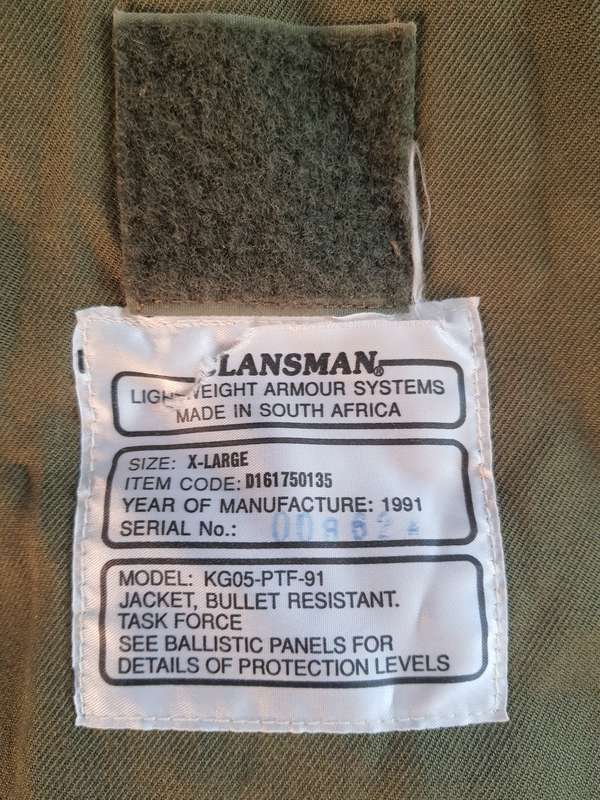 LANSMAN®
LIGHTWEIGHT ARMOUR SYSTEMS
MADE IN SOUTH AFRICA
SIZE: X-LARGE
ITEM CODE: D161750135
YEAR OF MANUFACTURE: 1991
SERIAL No.:
MODEL: KG05-PTF-91
JACKET, BULLET RESISTANT.
TASK FORCE
SEE BALLISTIC PANELS FOR
DETAILS OF PROTECTION LEVELS